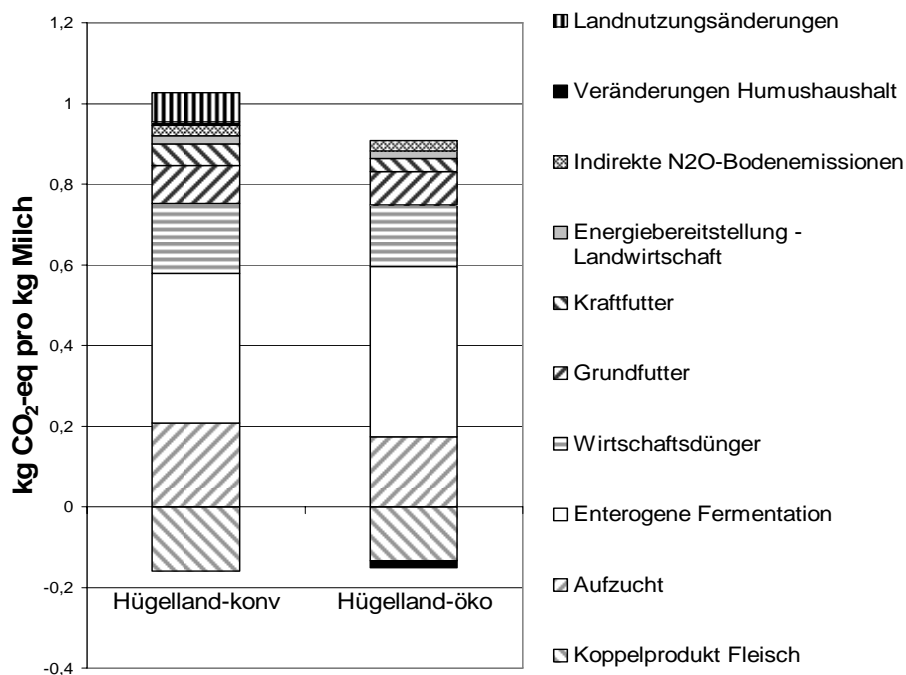 kg CO₂-eq pro kg Milch
1,2
1
0,8
0,6
0,4
0,2
0
-0,2
-0,4
Hügelland-konv
Hügelland-öko
Landnutzungsänderungen
Veränderungen Humushaushalt
Indirekte N2O-Bodenemissionen
Energiebereitstellung -
Landwirtschaft
Kraftfutter
Grundfutter
Wirtschaftsdünger
Enterogene Fermentation
Aufzucht
Koppelprodukt Fleisch